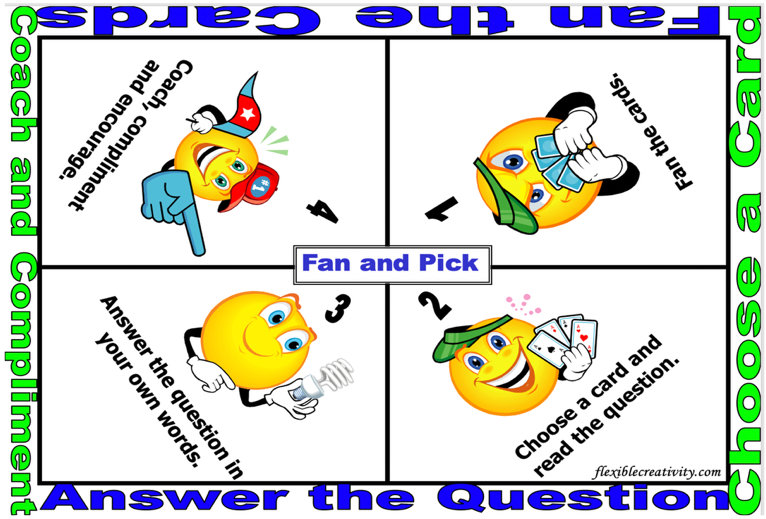 Fan the Cards
Choose a Card
Answer the Question
Coach and Compliment
Fan and Pick
1
Fan the cards.
2
Choose a card and
read the question.
3
Answer the question in
your own words.
4
Coach, compliment
and encourage.
#1
flexiblecreativity.com